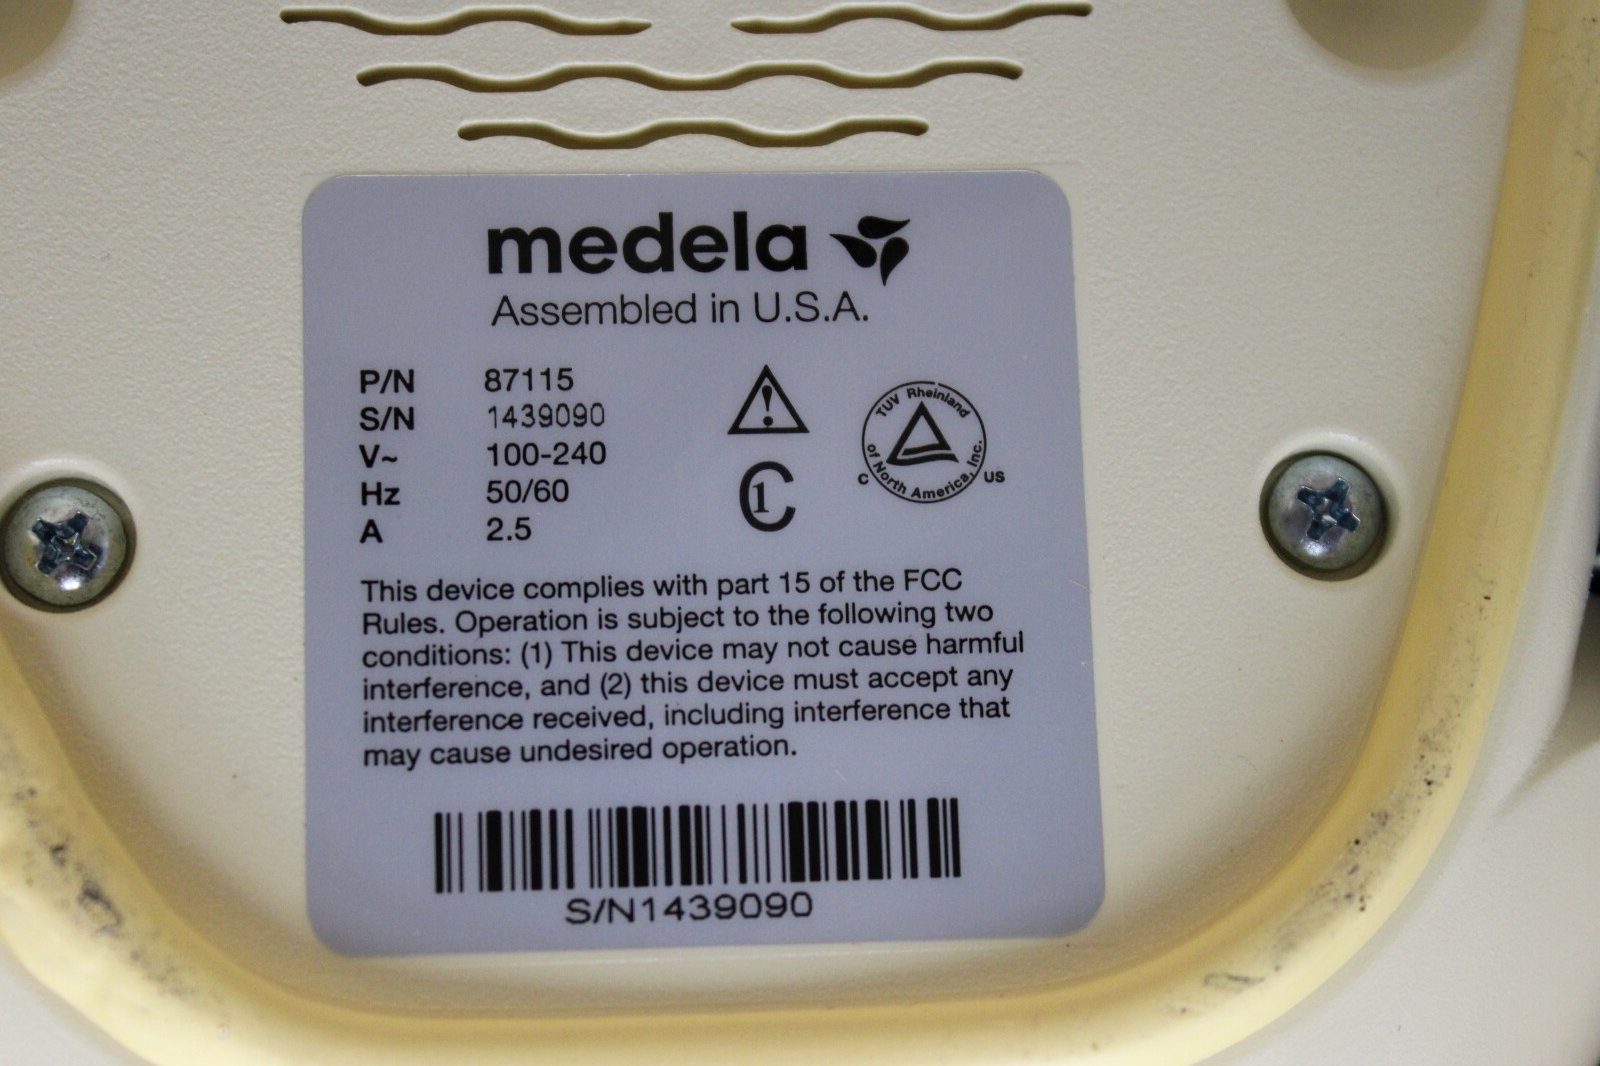 medela
Assembled in U.S.A.
P/N 87115
S/N 1439090
V~ 100-240
Hz 50/60
A 2.5
!
C1
TUV Rheinland
of North America, Inc.
C US
This device complies with part 15 of the FCC
Rules. Operation is subject to the following two
conditions: (1) This device may not cause harmful
interference, and (2) this device must accept any
interference received, including interference that
may cause undesired operation.
S/N1439090